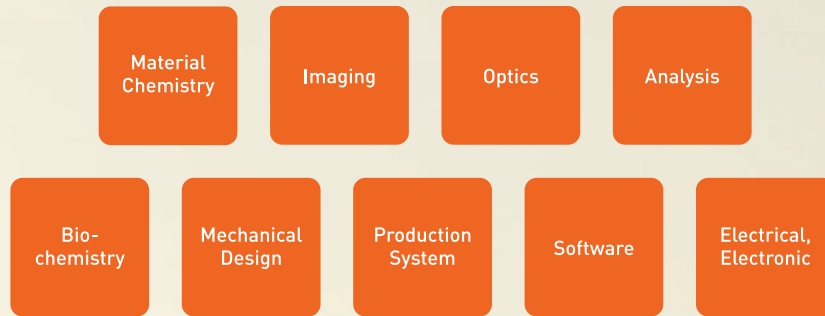 Material
Chemistry
Imaging
Optics
Analysis
Bio-
chemistry
Mechanical
Design
Production
System
Software
Electrical,
Electronic